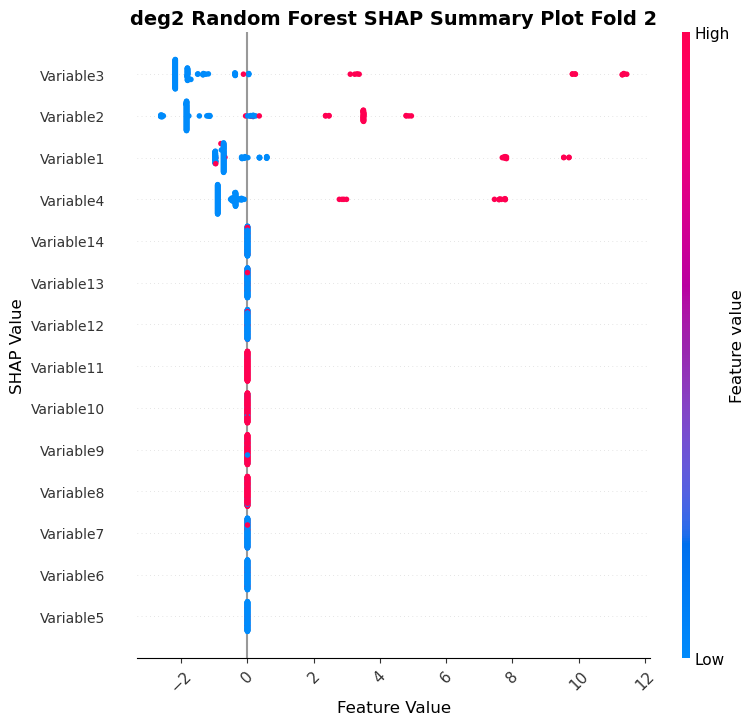 deg2 Random Forest SHAP Summary Plot Fold 2
High
Variable3
Variable2
Variable1
Variable4
Variable14
Variable13
Variable12
Variable11
Variable10
Variable9
Variable8
Variable7
Variable6
Variable5
SHAP Value
Feature value
Low
−2
0
2
4
6
8
10
12
Feature Value